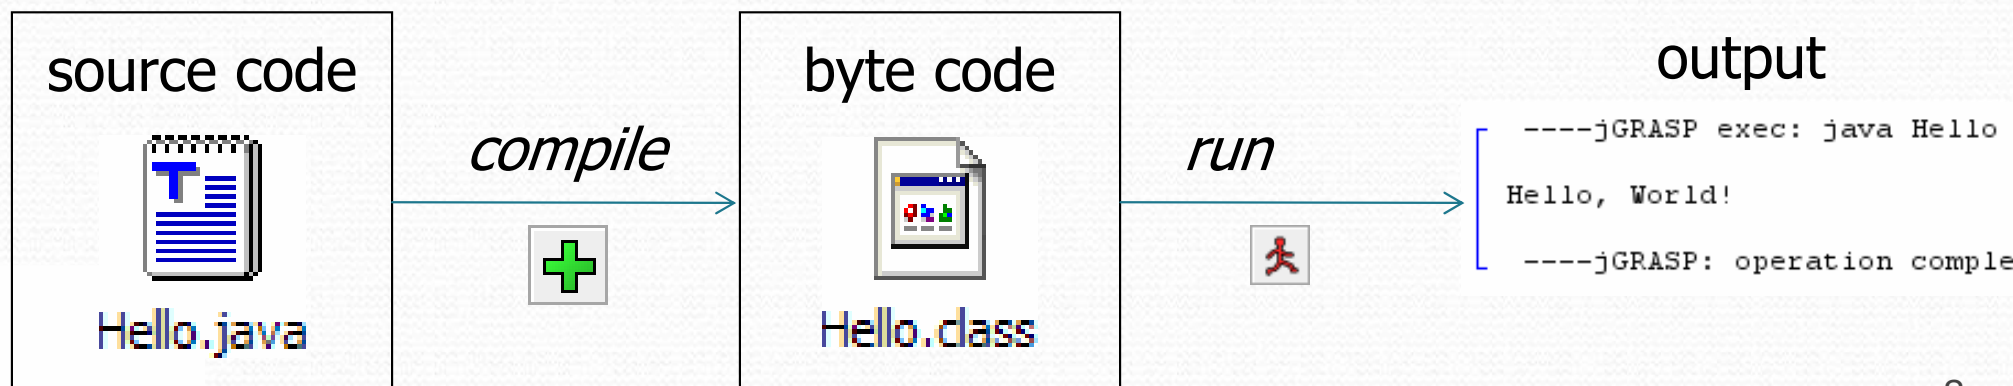 source code
compile
Hello.java
byte code
run
Hello.class
output
----jGRASP exec: java Hello
Hello, World!
----jGRASP: operation comple